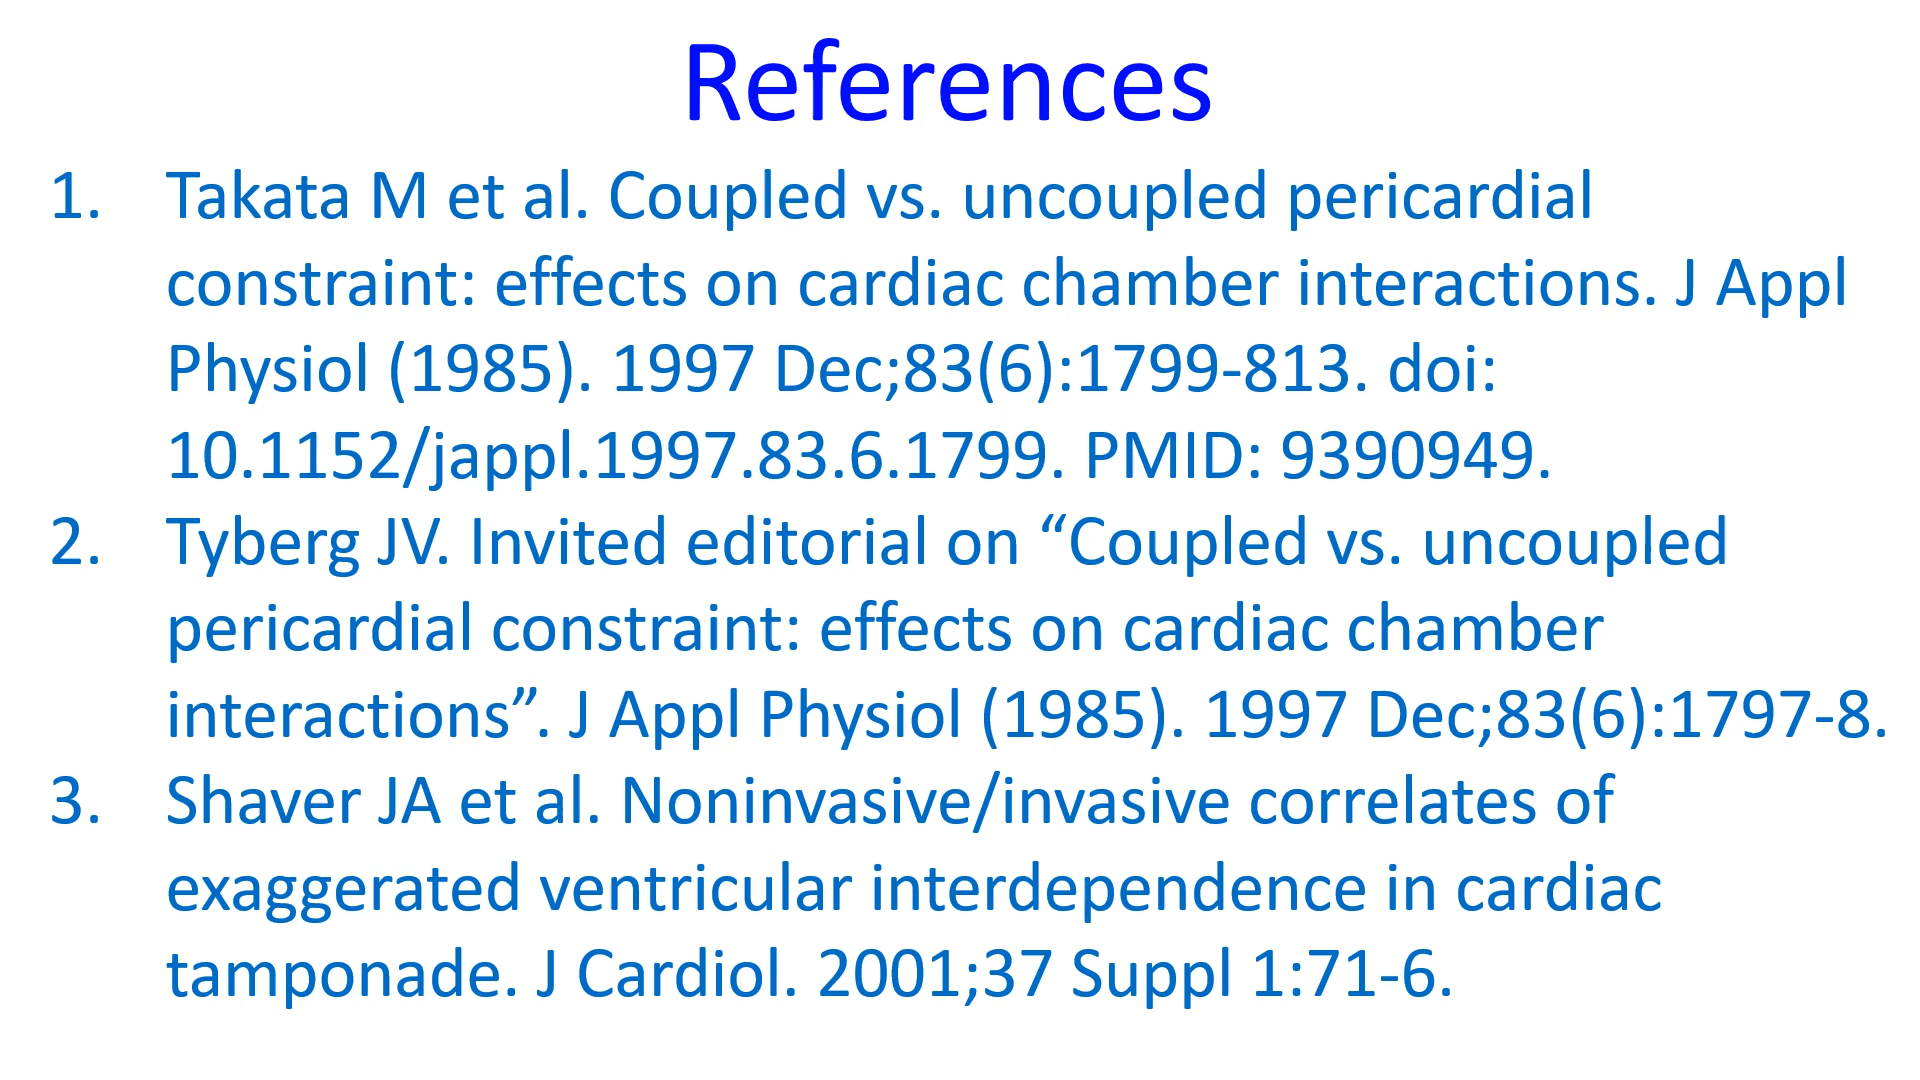 References
1. Takata M et al. Coupled vs. uncoupled pericardial
constraint: effects on cardiac chamber interactions. J Appl
Physiol (1985). 1997 Dec;83(6):1799-813. doi:
10.1152/jappl.1997.83.6.1799. PMID: 9390949.
2. Tyberg JV. Invited editorial on “Coupled vs. uncoupled
pericardial constraint: effects on cardiac chamber
interactions”. J Appl Physiol (1985). 1997 Dec;83(6):1797-8.
3. Shaver JA et al. Noninvasive/invasive correlates of
exaggerated ventricular interdependence in cardiac
tamponade. J Cardiol. 2001;37 Suppl 1:71-6.